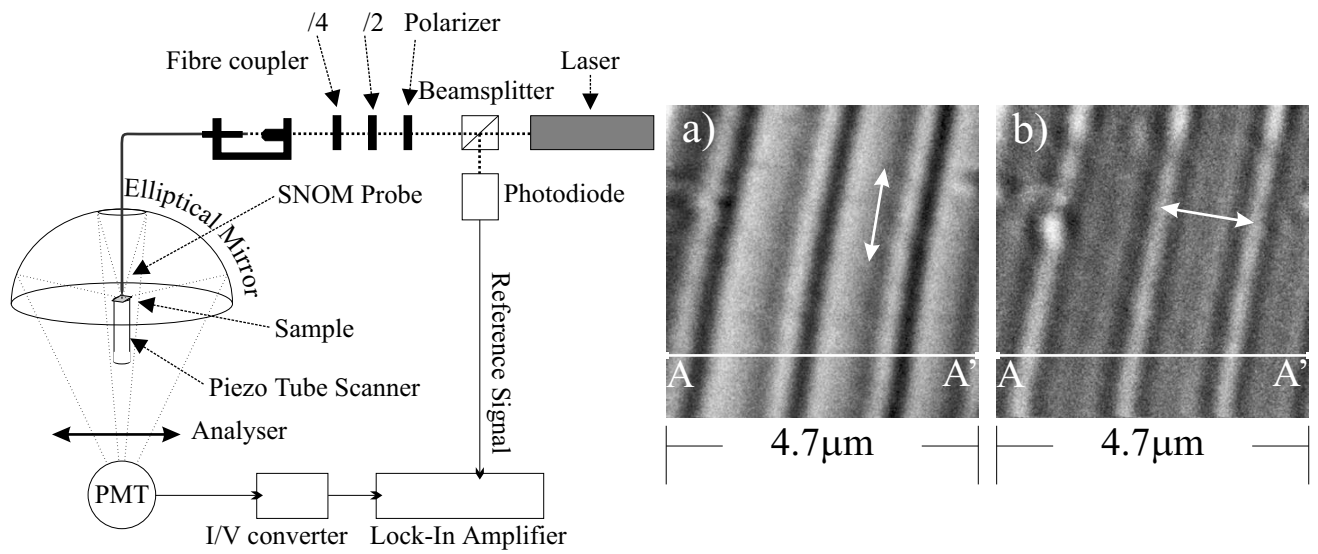 /4
/2
Polarizer
Fibre coupler
Beamsplitter
Laser
Elliptical Mirror
SNOM Probe
Photodiode
Sample
Piezo Tube Scanner
Reference Signal
Analyser
PMT
I/V converter
Lock-In Amplifier
a)
A A'
4.7μm
b)
A A'
4.7μm